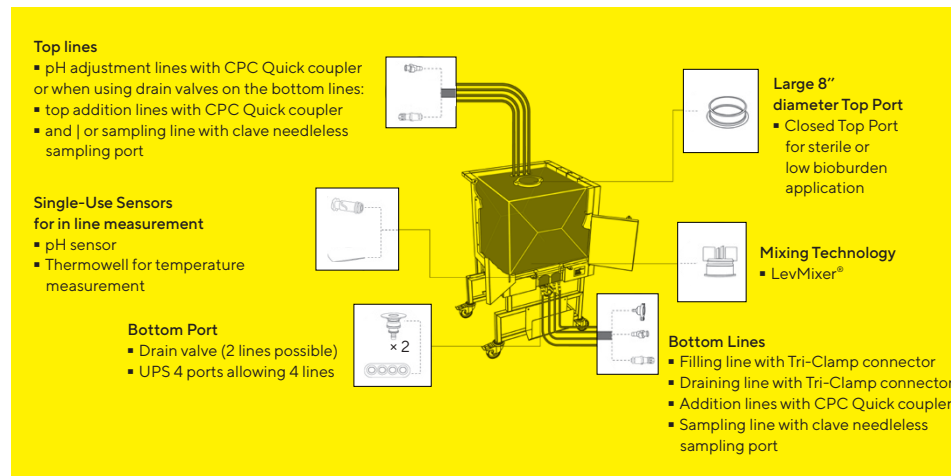 Top lines
▪ pH adjustment lines with CPC Quick coupler
or when using drain valves on the bottom lines:
▪ top addition lines with CPC Quick coupler
▪ and | or sampling line with clave needleless
sampling port
Large 8″
diameter Top Port
▪ Closed Top Port
for sterile or
low bioburden
application
Single-Use Sensors
for in line measurement
▪ pH sensor
▪ Thermowell for temperature
measurement
Mixing Technology
▪ LevMixer®
Bottom Port
▪ Drain valve (2 lines possible)
▪ UPS 4 ports allowing 4 lines
× 2
Bottom Lines
▪ Filling line with Tri-Clamp connector
▪ Draining line with Tri-Clamp connector
▪ Addition lines with CPC Quick coupler
▪ Sampling line with clave needleless
sampling port